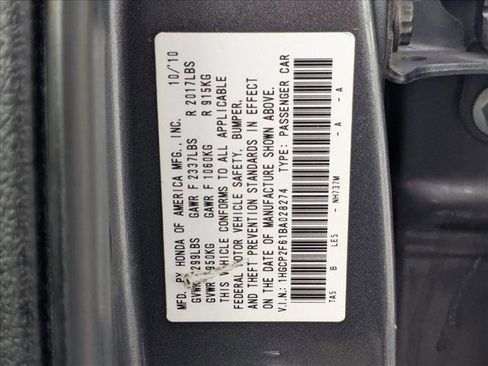 MFD. BY HONDA OF AMERICA MFG., INC. 10/'10
GVWR 4299LBS GAWR F 2337LBS R 2017LBS
GVWR 1950KG GAWR F 1060KG R 915KG
THIS VEHICLE CONFORMS TO ALL APPLICABLE
FEDERAL MOTOR VEHICLE SAFETY, BUMPER,
AND THEFT PREVENTION STANDARDS IN EFFECT
ON THE DATE OF MANUFACTURE SHOWN ABOVE.
V.I.N.: 1HGCP2F61BA028274 TYPE: PASSENGER CAR
TA5 B LE5 - NH737M - A - A